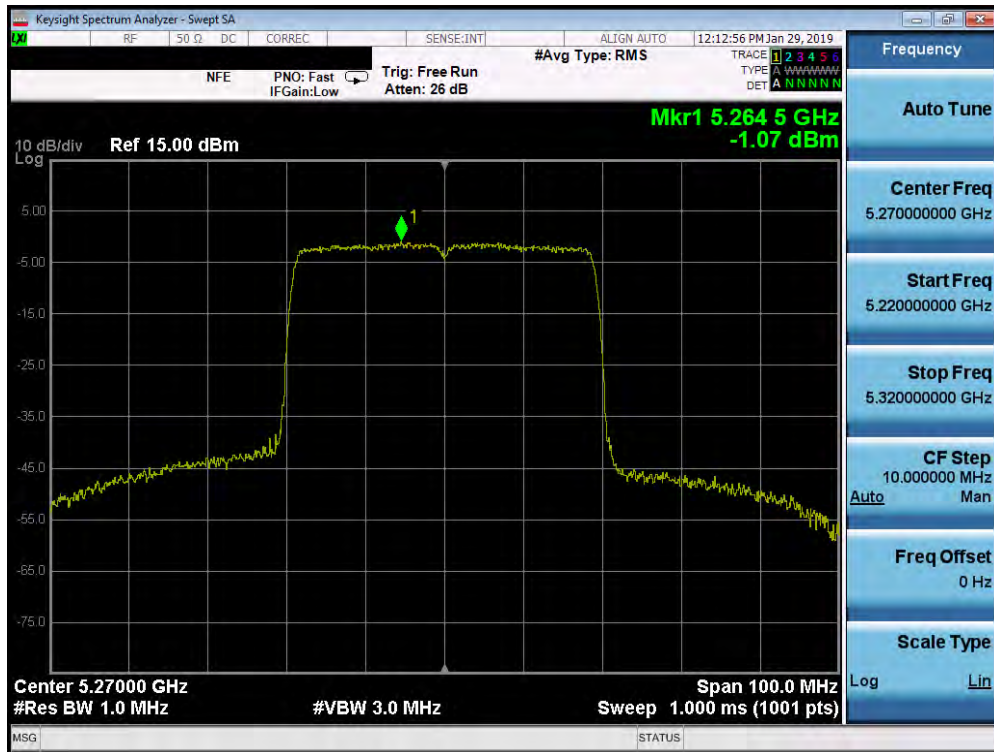 Keysight Spectrum Analyzer - Swept SA
LXI RF 50 Ω DC CORREC SENSE:INT ALIGN AUTO 12:12:56 PM Jan 29, 2019
Frequency
#Avg Type: RMS
TRACE 1 2 3 4 5 6
TYPE A WWWWW
DET A N N N N N
NFE PNO: Fast Trig: Free Run
IFGain:Low Atten: 26 dB
Auto Tune
Mkr1 5.264 5 GHz
-1.07 dBm
10 dB/div Ref 15.00 dBm
Log
1
5.00
-5.00
-15.0
-25.0
-35.0
-45.0
-55.0
-65.0
-75.0
Center Freq
5.270000000 GHz
Start Freq
5.220000000 GHz
Stop Freq
5.320000000 GHz
CF Step
10.000000 MHz
Auto Man
Freq Offset
0 Hz
Scale Type
Log Lin
Center 5.27000 GHz Span 100.0 MHz
#Res BW 1.0 MHz #VBW 3.0 MHz Sweep 1.000 ms (1001 pts)
MSG STATUS